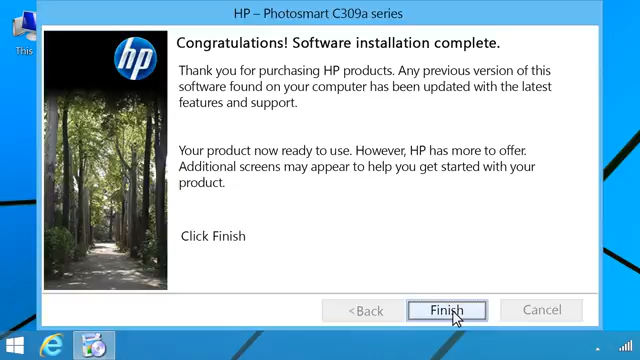 HP – Photosmart C309a series
This
hp
Congratulations! Software installation complete.
Thank you for purchasing HP products. Any previous version of this
software found on your computer has been updated with the latest
features and support.
Your product now ready to use. However, HP has more to offer.
Additional screens may appear to help you get started with your
product.
Click Finish
<Back
Finish
Cancel